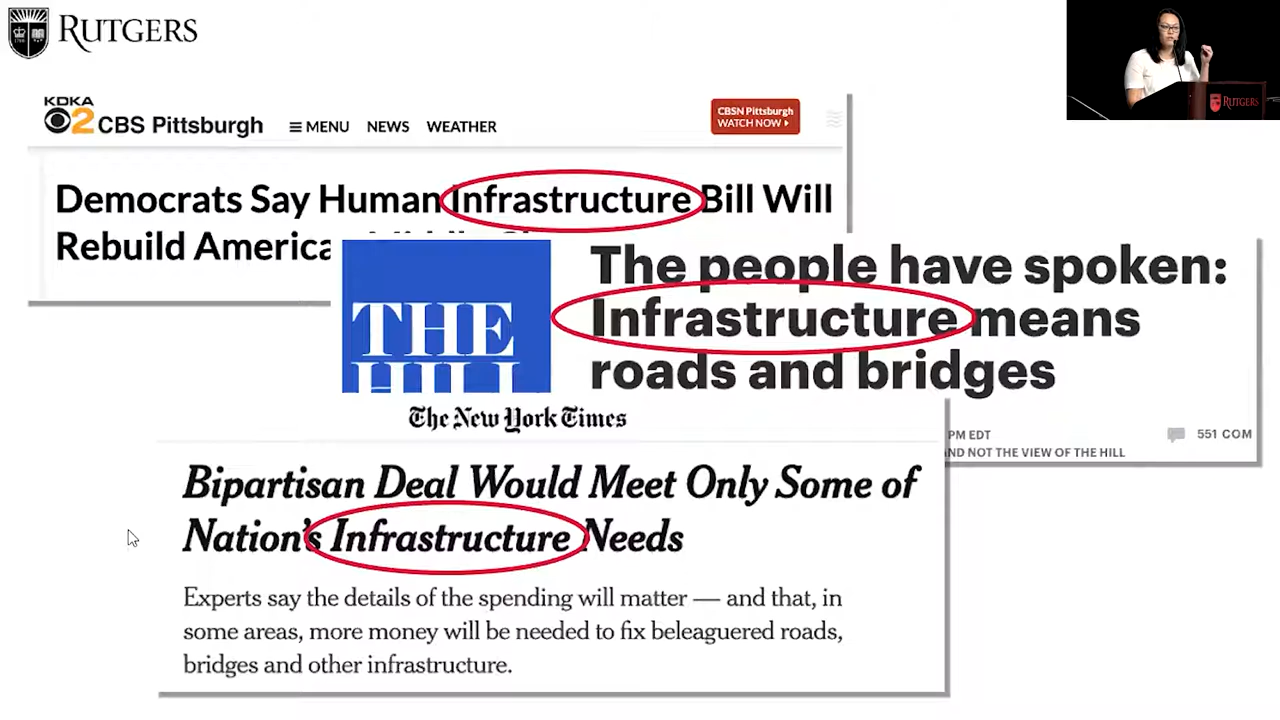 RUTGERS
RUTGERS
KDKA
2 CBS Pittsburgh
MENU NEWS WEATHER
CBSN Pittsburgh
WATCH NOW
Democrats Say Human Infrastructure Bill Will
Rebuild America
THE
HILL
The people have spoken:
Infrastructure means
roads and bridges
PM EDT
551 COM
AND NOT THE VIEW OF THE HILL
The New York Times
Bipartisan Deal Would Meet Only Some of
Nation's Infrastructure Needs
Experts say the details of the spending will matter — and that, in
some areas, more money will be needed to fix beleaguered roads,
bridges and other infrastructure.